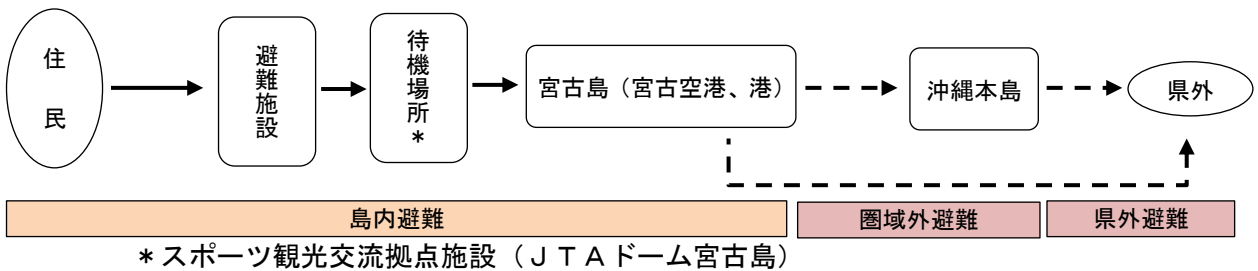 住民
避難施設
待機場所*
宮古島（宮古空港、港）
沖縄本島
県外
島内避難
圏域外避難
県外避難
*スポーツ観光交流拠点施設（ＪＴＡドーム宮古島）